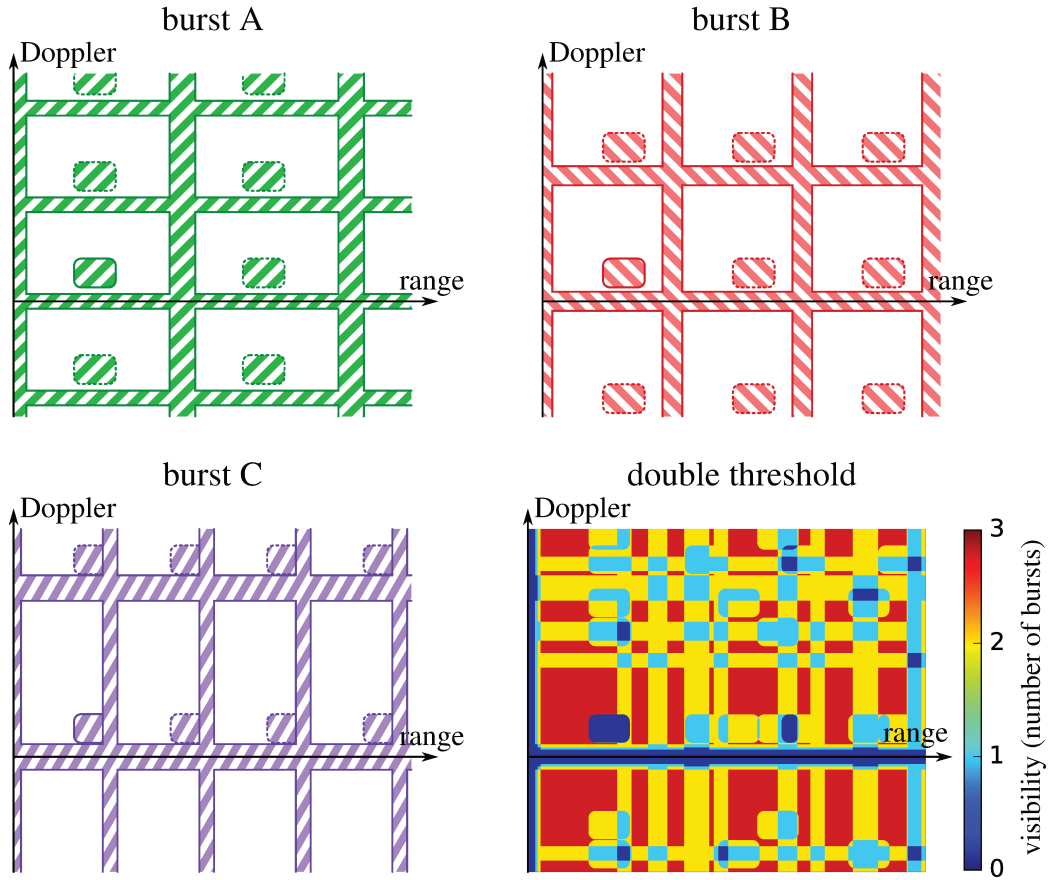 burst A
Doppler
range
burst B
Doppler
range
burst C
Doppler
range
double threshold
Doppler
range
3
2
1
0
visibility (number of bursts)